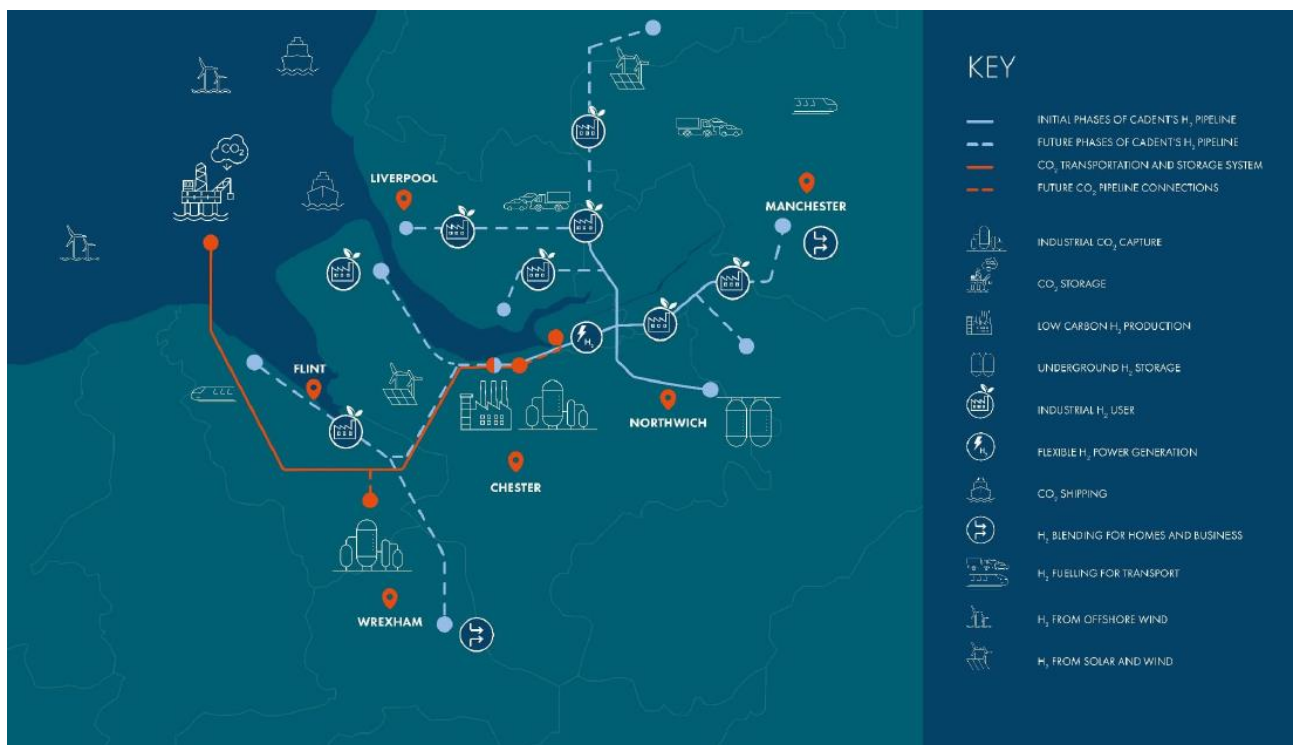 KEY
INITIAL PHASES OF CADENT'S H₂ PIPELINE
FUTURE PHASES OF CADENT'S H₂ PIPELINE
CO₂ TRANSPORTATION AND STORAGE SYSTEM
FUTURE CO₂ PIPELINE CONNECTIONS
INDUSTRIAL CO₂ CAPTURE
CO₂ STORAGE
LOW CARBON H₂ PRODUCTION
UNDERGROUND H₂ STORAGE
INDUSTRIAL H₂ USER
FLEXIBLE H₂ POWER GENERATION
CO₂ SHIPPING
H₂ BLENDING FOR HOMES AND BUSINESS
H₂ FUELLING FOR TRANSPORT
H₂ FROM OFFSHORE WIND
H₂ FROM SOLAR AND WIND
CO₂
LIVERPOOL
MANCHESTER
H₂
FLINT
NORTHWICH
CHESTER
WREXHAM